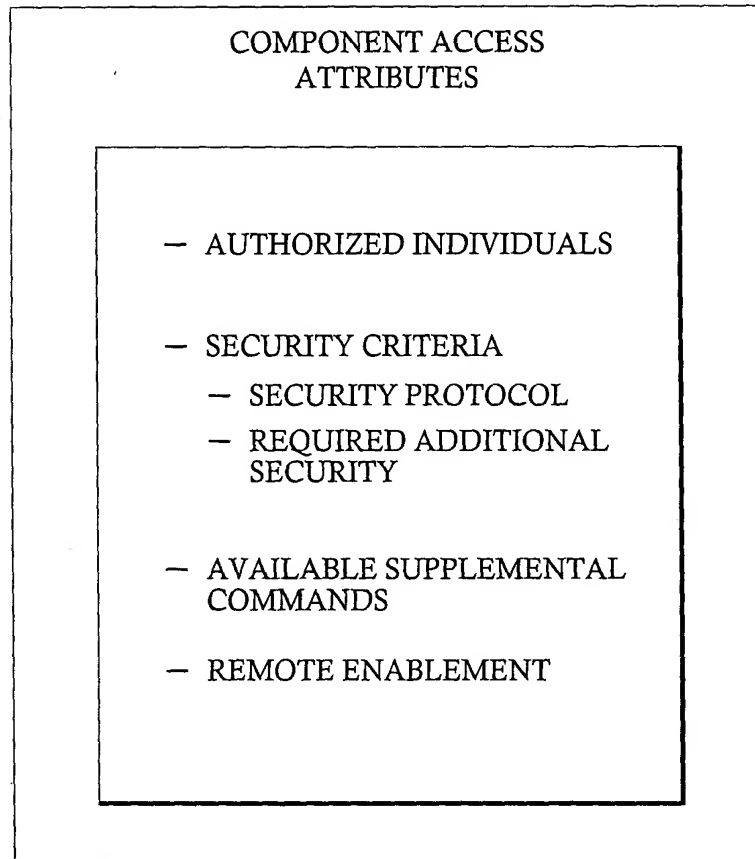 COMPONENT ACCESS
ATTRIBUTES
– AUTHORIZED INDIVIDUALS
– SECURITY CRITERIA
– SECURITY PROTOCOL
– REQUIRED ADDITIONAL
SECURITY
– AVAILABLE SUPPLEMENTAL
COMMANDS
– REMOTE ENABLEMENT